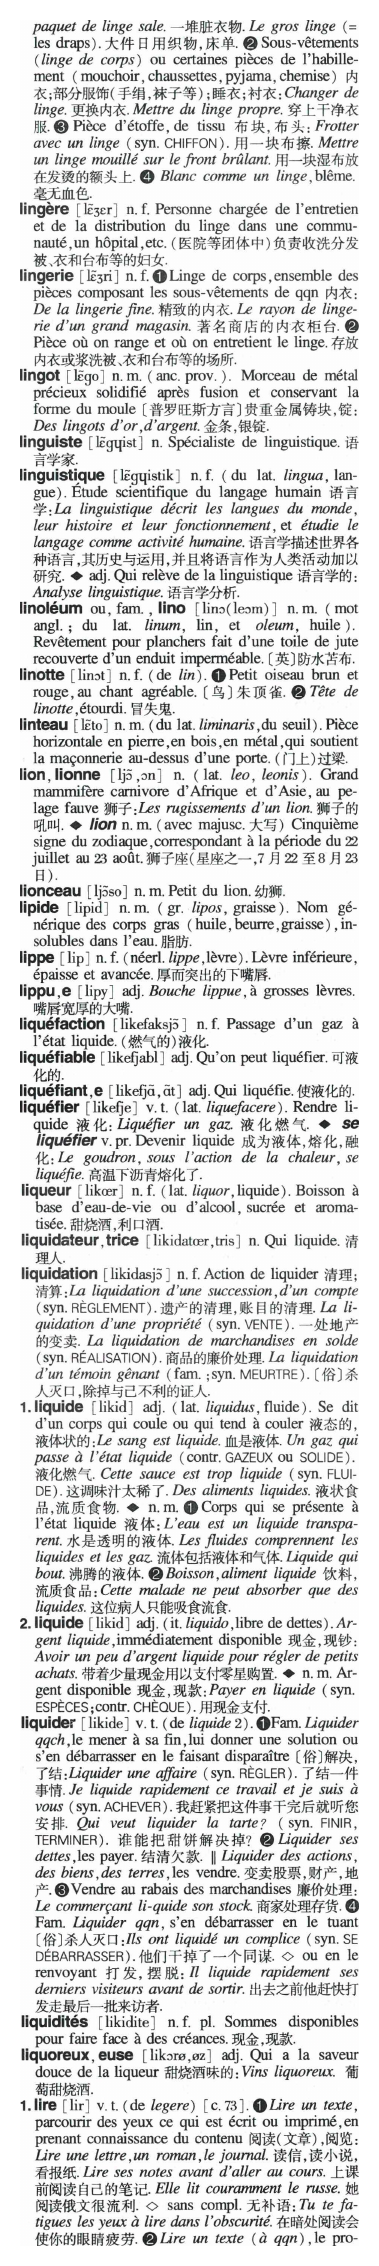 paquet de linge sale. 一堆脏衣物. Le gros linge (=
les draps). 大件日用织物,床单. ❷ Sous-vêtements
(linge de corps) ou certaines pièces de l'habille-
ment (mouchoir, chaussettes, pyjama, chemise) 内
衣;部分服饰(手绢,袜子等);睡衣;衬衣:Changer de
linge. 更换内衣. Mettre du linge propre. 穿上干净衣
服. ❸ Pièce d'étoffe, de tissu 布块,布头: Frotter
avec un linge (syn. CHIFFON). 用一块布擦. Mettre
un linge mouillé sur le front brûlant. 用一块湿布放
在发烫的额头上. ❹ Blanc comme un linge, blême.
毫无血色.
lingère [lɛ̃ʒɛr] n. f. Personne chargée de l'entretien
et de la distribution du linge dans une commu-
nauté, un hôpital, etc. (医院等团体中)负责收洗分发
被、衣和台布等的妇女.
lingerie [lɛ̃ʒri] n. f. ❶ Linge de corps, ensemble des
pièces composant les sous-vêtements de qqn 内衣:
De la lingerie fine. 精致的内衣. Le rayon de linge-
rie d'un grand magasin. 著名商店的内衣柜台. ❷
Pièce où on range et où on entretient le linge. 存放
内衣或浆洗被、衣和台布等的场所.
lingot [lɛ̃go] n. m. (anc. prov.). Morceau de métal
précieux solidifié après fusion et conservant la
forme du moule [普罗旺斯方言]贵重金属铸块,锭:
Des lingots d'or, d'argent. 金条,银锭.
linguiste [lɛ̃gɥist] n. Spécialiste de linguistique. 语
言学家.
linguistique [lɛ̃gɥistik] n. f. (du lat. lingua, lan-
gue). Étude scientifique du langage humain 语言
学:La linguistique décrit les langues du monde,
leur histoire et leur fonctionnement, et étudie le
langage comme activité humaine. 语言学描述世界各
种语言,其历史与运用,并且将语言作为人类活动加以
研究. ◆ adj. Qui relève de la linguistique 语言学的:
Analyse linguistique. 语言学分析.
linoléum ou, fam., lino [linɔ(leɔm)] n. m. (mot
angl.; du lat. linum, lin, et oleum, huile).
Revêtement pour planchers fait d'une toile de jute
recouverte d'un enduit imperméable. [英]防水苫布.
linotte [linɔt] n. f. (de lin). ❶ Petit oiseau brun et
rouge, au chant agréable. [鸟]朱顶雀. ❷ Tête de
linotte, étourdi. 冒失鬼.
linteau [lɛ̃to] n. m. (du lat. liminaris, du seuil). Pièce
horizontale en pierre, en bois, en métal, qui soutient
la maçonnerie au-dessus d'une porte. (门上)过梁.
lion, lionne [ljɔ̃, ɔn] n. (lat. leo, leonis). Grand
mammifère carnivore d'Afrique et d'Asie, au pe-
lage fauve 狮子:Les rugissements d'un lion. 狮子的
吼叫. ◆ lion n. m. (avec majusc. 大写) Cinquième
signe du zodiaque, correspondant à la période du 22
juillet au 23 août. 狮子座(星座之一,7月22至8月23
日).
lionceau [ljɔ̃so] n. m. Petit du lion. 幼狮.
lipide [lipid] n. m. (gr. lipos, graisse). Nom gé-
nérique des corps gras (huile, beurre, graisse), in-
solubles dans l'eau. 脂肪.
lippe [lip] n. f. (néerl. lippe, lèvre). Lèvre inférieure,
épaisse et avancée. 厚而突出的下嘴唇.
lippu, e [lipy] adj. Bouche lippue, à grosses lèvres.
嘴唇宽厚的大嘴.
liquéfaction [likefaksjɔ̃] n. f. Passage d'un gaz à
l'état liquide. (燃气的)液化.
liquéfiable [likefjabl] adj. Qu'on peut liquéfier. 可液
化的.
liquéfiant, e [likefjɑ̃, ɑ̃t] adj. Qui liquéfie. 使液化的.
liquéfier [likefje] v. t. (lat. liquefacere). Rendre li-
quide 液化: Liquéfier un gaz. 液化燃气. ◆ se
liquéfier v. pr. Devenir liquide 成为液体,熔化,融
化: Le goudron, sous l'action de la chaleur, se
liquéfie. 高温下沥青熔化了.
liqueur [likœr] n. f. (lat. liquor, liquide). Boisson à
base d'eau-de-vie ou d'alcool, sucrée et aroma-
tisée. 甜烧酒,利口酒.
liquidateur, trice [likidatœr, tris] n. Qui liquide. 清
理人.
liquidation [likidasjɔ̃] n. f. Action de liquider 清理;
清算:La liquidation d'une succession, d'un compte
(syn. RÈGLEMENT). 遗产的清理,账目的清理. La li-
quidation d'une propriété (syn. VENTE). 一处地产
的变卖. La liquidation de marchandises en solde
(syn. RÉALISATION). 商品的廉价处理. La liquidation
d'un témoin gênant (fam.;syn. MEURTRE). [俗]杀
人灭口,除掉与己不利的证人.
1. liquide [likid] adj. (lat. liquidus, fluide). Se dit
d'un corps qui coule ou qui tend à couler 液态的,
液体状的:Le sang est liquide. 血是液体. Un gaz qui
passe à l'état liquide (contr. GAZEUX ou SOLIDE).
液化燃气. Cette sauce est trop liquide (syn. FLUI-
DE). 这调味汁太稀了. Des aliments liquides. 液状食
品,流质食物. ◆ n. m. ❶ Corps qui se présente à
l'état liquide 液体: L'eau est un liquide transpa-
rent. 水是透明的液体. Les fluides comprennent les
liquides et les gaz. 流体包括液体和气体. Liquide qui
bout. 沸腾的液体. ❷ Boisson, aliment liquide 饮料,
流质食品: Cette malade ne peut absorber que des
liquides. 这位病人只能吸食流食.
2. liquide [likid] adj. (it. liquido, libre de dettes). Ar-
gent liquide, immédiatement disponible 现金,现钞:
Avoir un peu d'argent liquide pour régler de petits
achats. 带着少量现金用以支付零星购置. ◆ n. m. Ar-
gent disponible 现金,现款: Payer en liquide (syn.
ESPÈCES;contr. CHÈQUE). 用现金支付.
liquider [likide] v. t. (de liquide 2). ❶ Fam. Liquider
qqch, le mener à sa fin, lui donner une solution ou
s'en débarrasser en le faisant disparaître [俗]解决,
了结:Liquider une affaire (syn. RÉGLER). 了结一件
事情. Je liquide rapidement ce travail et je suis à
vous (syn. ACHEVER). 我赶紧把这件事干完后就听您
安排. Qui veut liquider la tarte? (syn. FINIR,
TERMINER). 谁能把甜饼解决掉? ❷ Liquider ses
dettes, les payer. 结清欠款. ‖ Liquider des actions,
des biens, des terres, les vendre. 变卖股票,财产,地
产. ❸ Vendre au rabais des marchandises 廉价处理:
Le commerçant li-quide son stock. 商家处理存货. ❹
Fam. Liquider qqn, s'en débarrasser en le tuant
[俗]杀人灭口:Ils ont liquidé un complice (syn. SE
DÉBARRASSER). 他们干掉了一个同谋. ◇ ou en le
renvoyant 打发,摆脱: Il liquide rapidement ses
derniers visiteurs avant de sortir. 出去之前他赶快打
发走最后一批来访者.
liquidités [likidite] n. f. pl. Sommes disponibles
pour faire face à des créances. 现金,现款.
liquoreux, euse [likɔrø, øz] adj. Qui a la saveur
douce de la liqueur 甜烧酒味的: Vins liquoreux. 葡
萄甜烧酒.
1. lire [lir] v. t. (de legere) [c. 73]. ❶ Lire un texte,
parcourir des yeux ce qui est écrit ou imprimé, en
prenant connaissance du contenu 阅读(文章),阅览:
Lire une lettre, un roman, le journal. 读信,读小说,
看报纸. Lire ses notes avant d'aller au cours. 上课
前阅读自己的笔记. Elle lit couramment le russe. 她
阅读俄文很流利. ◇ sans compl. 无补语: Tu te fa-
tigues les yeux à lire dans l'obscurité. 在暗处阅读会
使你的眼睛疲劳. ❷ Lire un texte (à qqn), le pro-